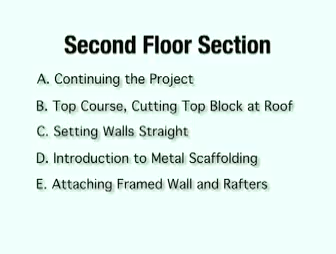 Second Floor Section
A. Continuing the Project
B. Top Course, Cutting Top Block at Roof
C. Setting Walls Straight
D. Introduction to Metal Scaffolding
E. Attaching Framed Wall and Rafters